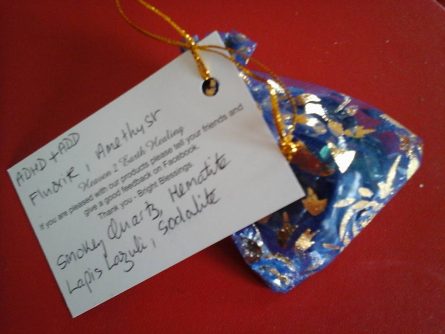 ADHD + ADD
Fluorite, Amethyst
Heaven 2 Earth Healing
If you are pleased with our products please tell your friends and
give a good feedback on Facebook.
Thank you - Bright Blessings.
Smokey Quartz, Hematite
Lapis Lazuli, Sodalite